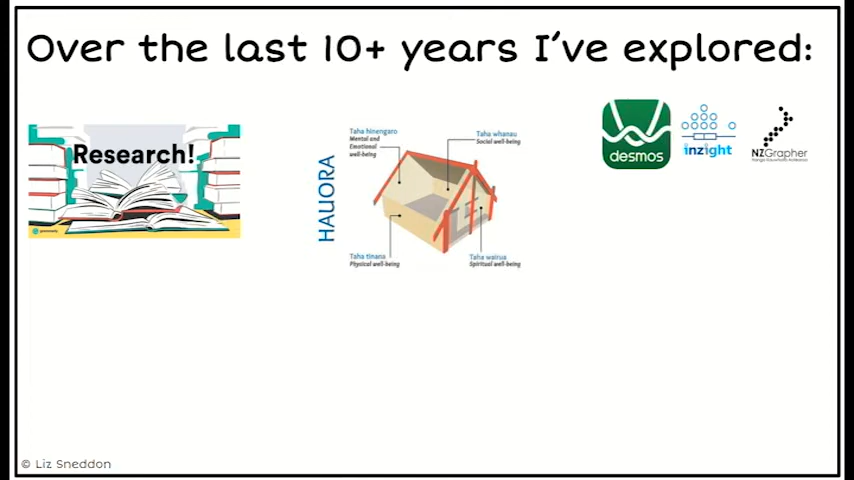 Over the last 10+ years I've explored:
Research!
HAUORA
Taha hinengaro
Mental and
Emotional
well-being
Taha whanau
Social well-being
Taha tinana
Physical well-being
Taha wairua
Spiritual well-being
desmos
inzight
NZGrapher
© Liz Sneddon